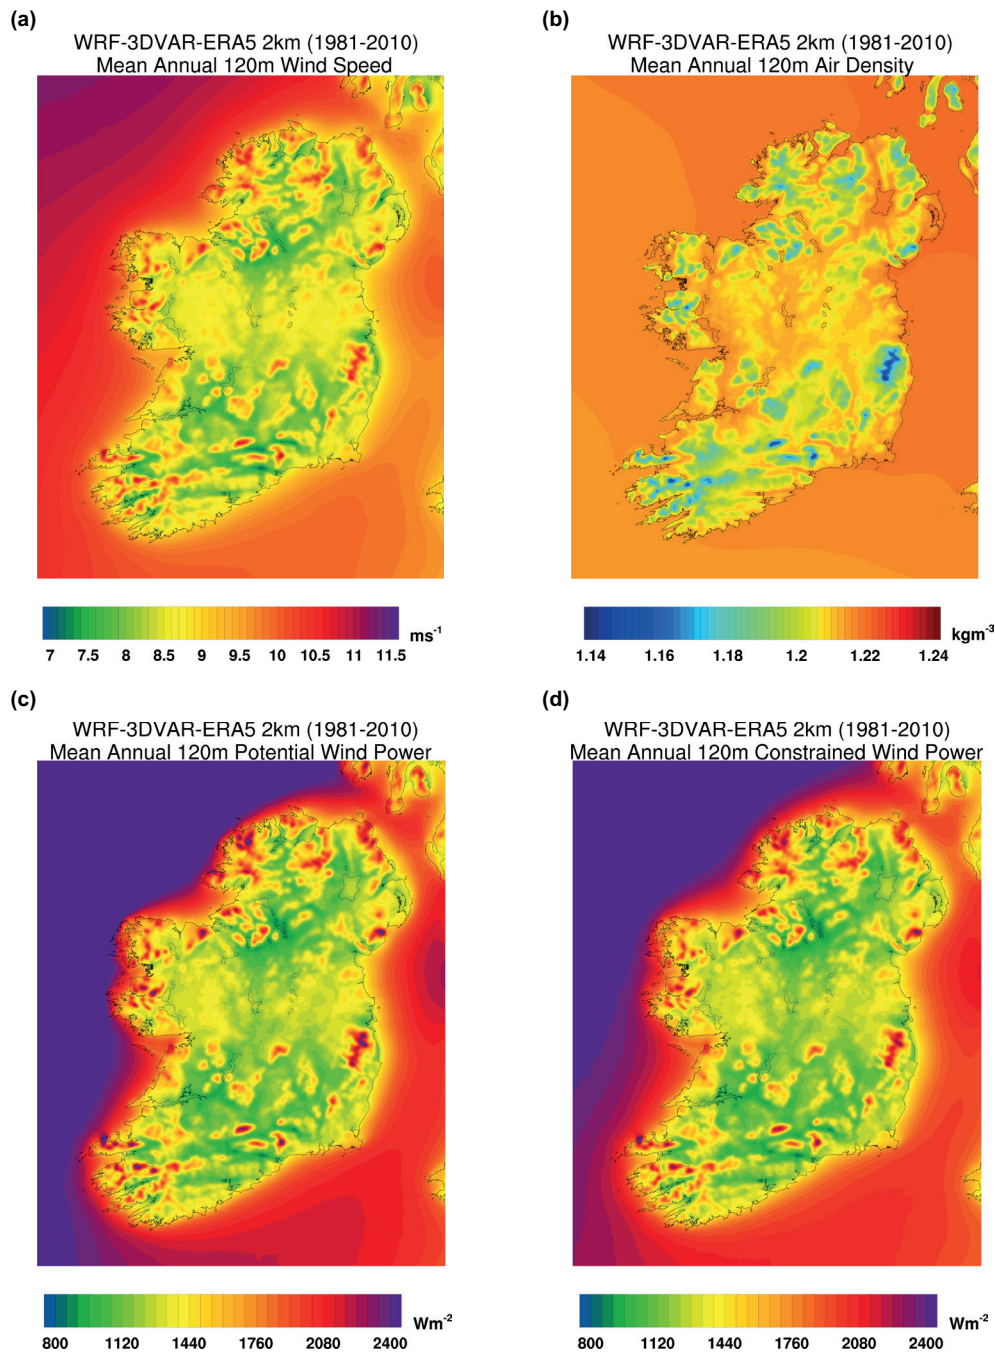 (a)
WRF-3DVAR-ERA5 2km (1981-2010)
Mean Annual 120m Wind Speed
ms-1
7 7.5 8 8.5 9 9.5 10 10.5 11 11.5
(b)
WRF-3DVAR-ERA5 2km (1981-2010)
Mean Annual 120m Air Density
kgm-3
1.14 1.16 1.18 1.2 1.22 1.24
(c)
WRF-3DVAR-ERA5 2km (1981-2010)
Mean Annual 120m Potential Wind Power
Wm-2
800 1120 1440 1760 2080 2400
(d)
WRF-3DVAR-ERA5 2km (1981-2010)
Mean Annual 120m Constrained Wind Power
Wm-2
800 1120 1440 1760 2080 2400